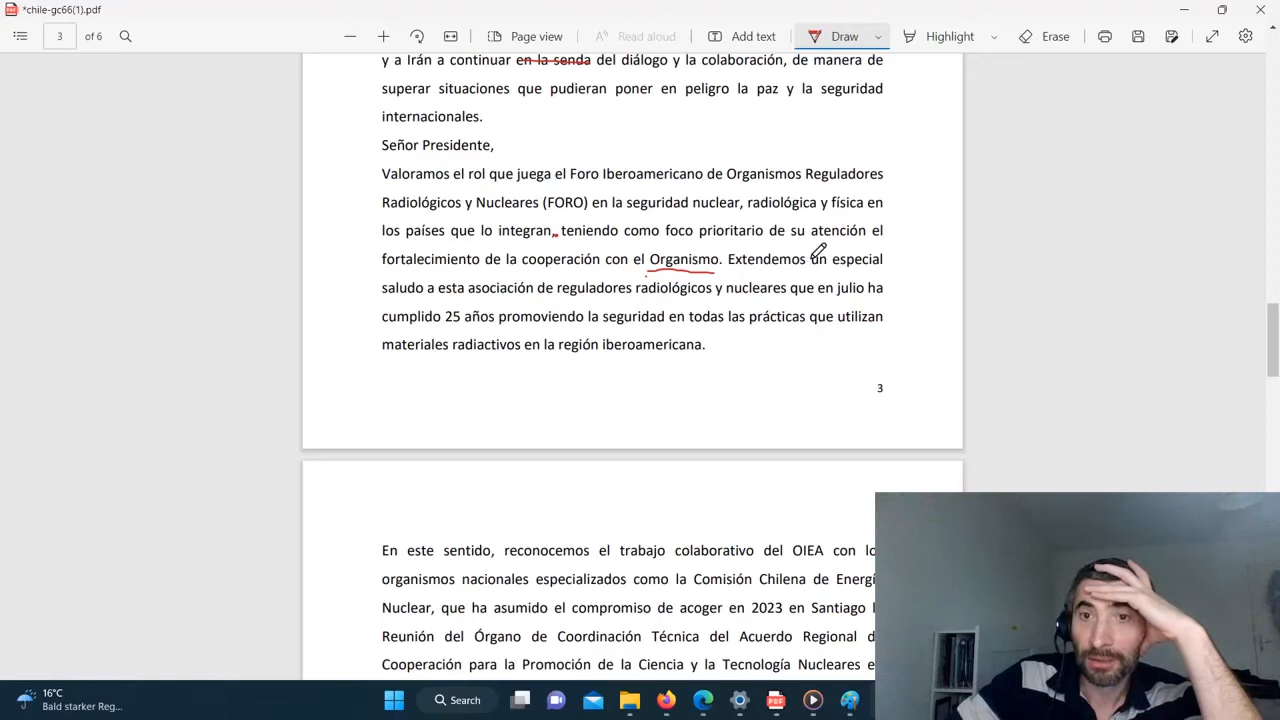 *chile-gc66(1).pdf
3 of 6 Page view Read aloud Add text Draw Highlight Erase
y a Irán a continuar en la senda del diálogo y la colaboración, de manera de
superar situaciones que pudieran poner en peligro la paz y la seguridad
internacionales.
Señor Presidente,
Valoramos el rol que juega el Foro Iberoamericano de Organismos Reguladores
Radiológicos y Nucleares (FORO) en la seguridad nuclear, radiológica y física en
los países que lo integran, teniendo como foco prioritario de su atención el
fortalecimiento de la cooperación con el Organismo. Extendemos un especial
saludo a esta asociación de reguladores radiológicos y nucleares que en julio ha
cumplido 25 años promoviendo la seguridad en todas las prácticas que utilizan
materiales radiactivos en la región iberoamericana.
3
En este sentido, reconocemos el trabajo colaborativo del OIEA con
organismos nacionales especializados como la Comisión Chilena de
Nuclear, que ha asumido el compromiso de acoger en 2023 en Santiago
Reunión del Órgano de Coordinación Técnica del Acuerdo Regional
Cooperación para la Promoción de la Ciencia y la Tecnología Nucleares
16°C
Bald starker Reg...
Search